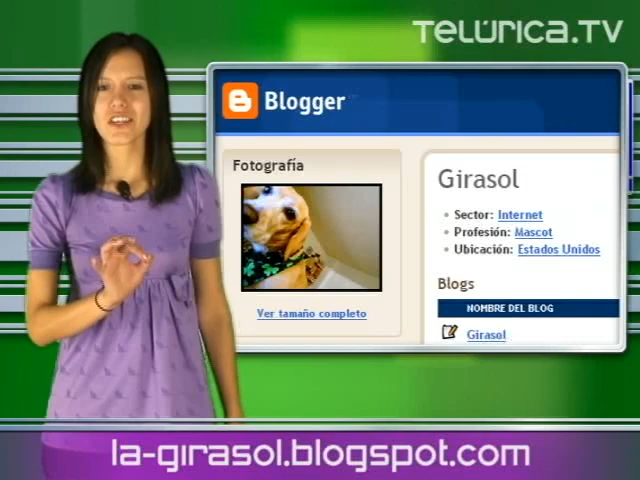 TELÚRICA.TV
Blogger
Fotografía
Ver tamaño completo
Girasol
Sector: Internet
Profesión: Mascot
Ubicación: Estados Unidos
Blogs
NOMBRE DEL BLOG
Girasol
la-girasol.blogspot.com